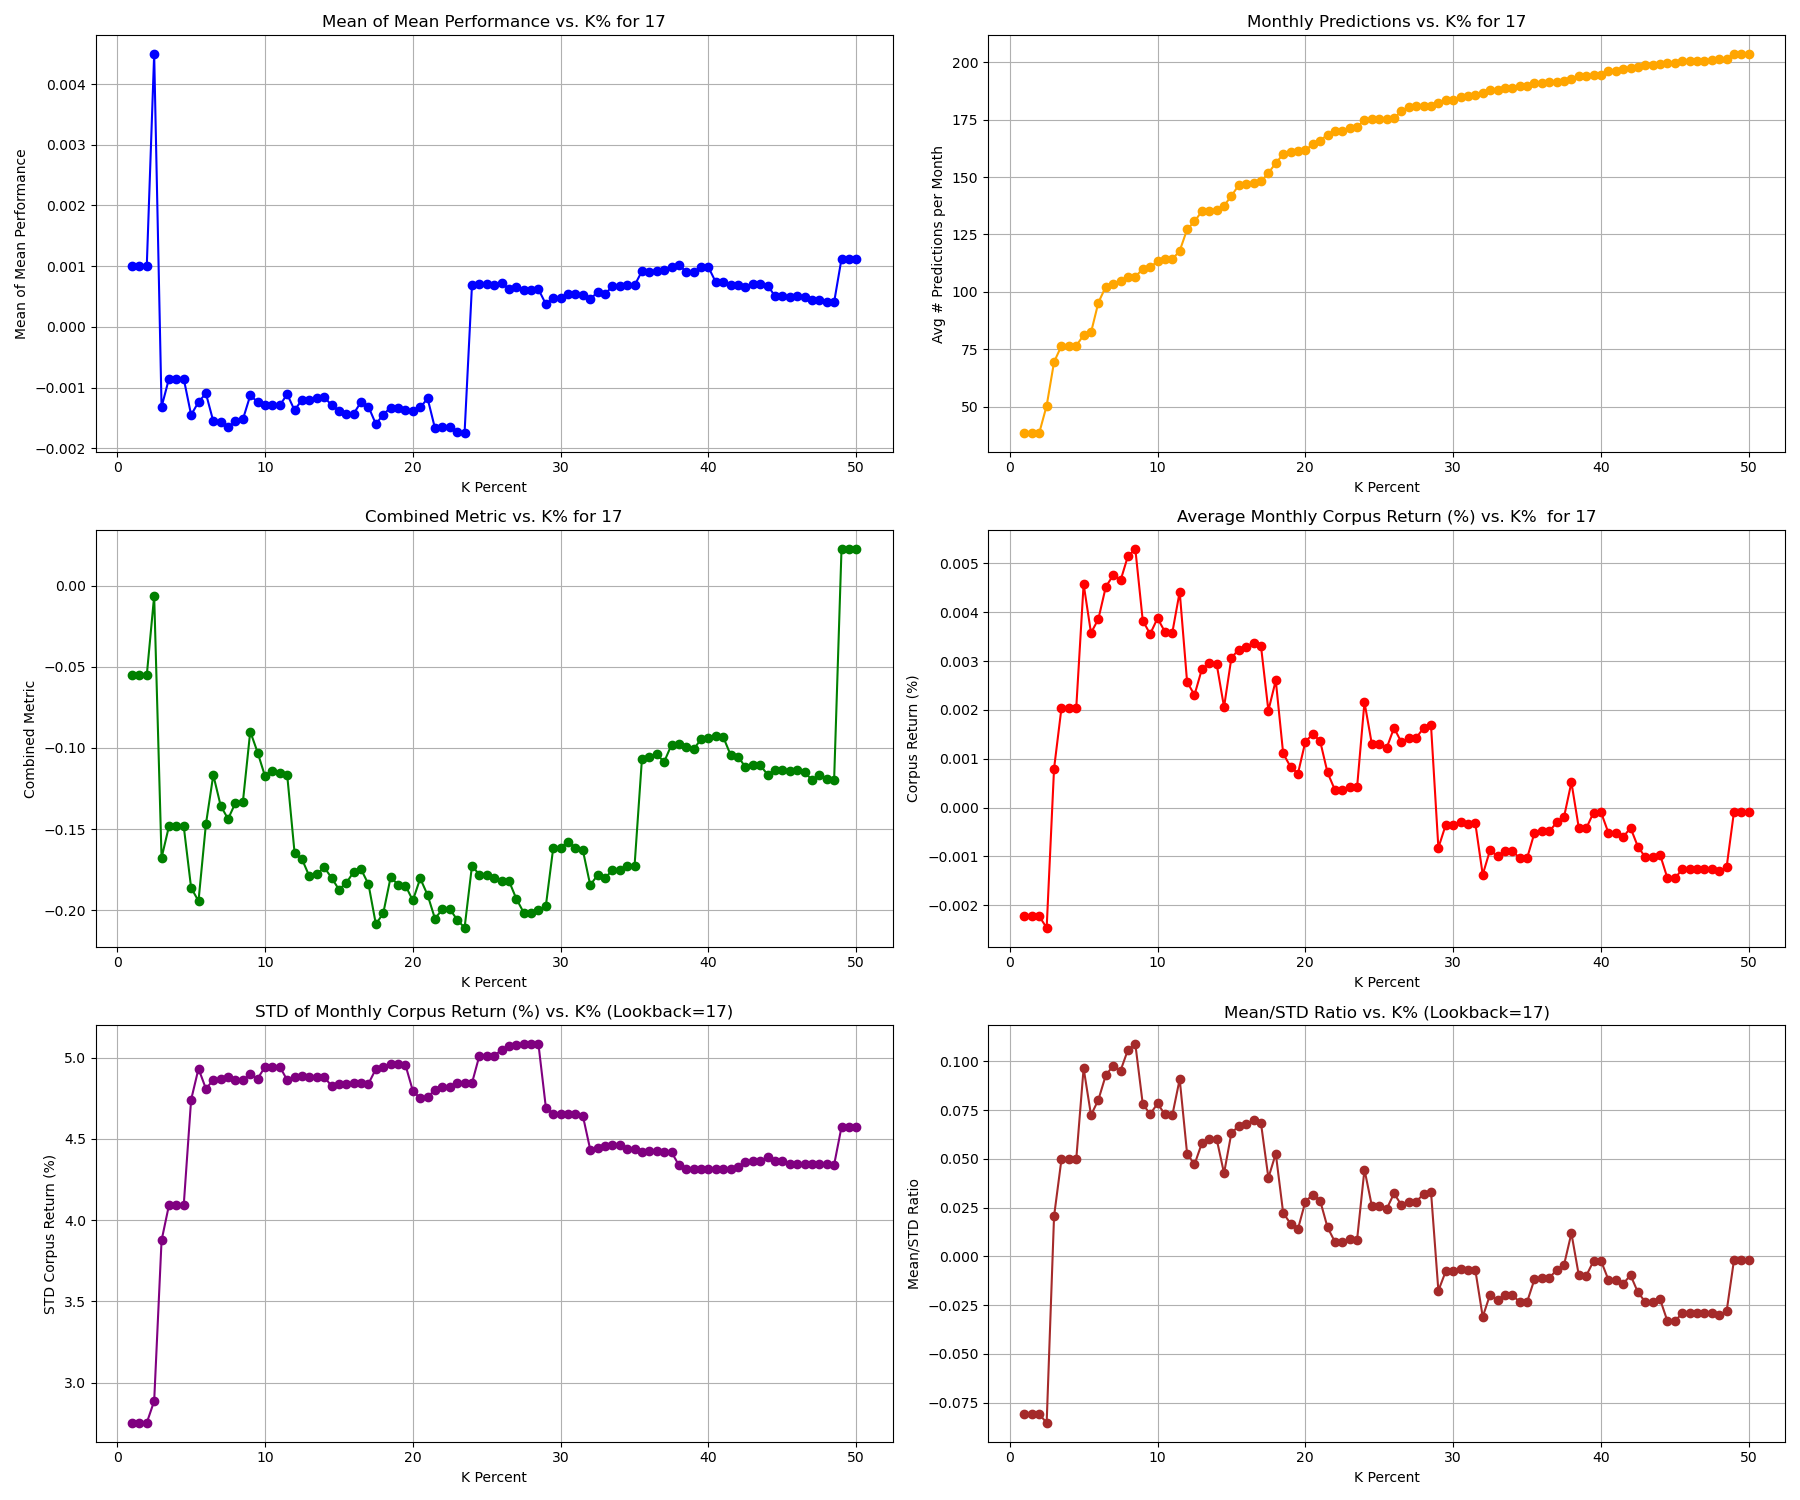 Mean of Mean Performance vs. K% for 17
Mean of Mean Performance
0.004
0.003
0.002
0.001
0.000
−0.001
−0.002
0 10 20 30 40 50
K Percent
Monthly Predictions vs. K% for 17
Avg # Predictions per Month
200
175
150
125
100
75
50
0 10 20 30 40 50
K Percent
Combined Metric vs. K% for 17
Combined Metric
0.00
−0.05
−0.10
−0.15
−0.20
0 10 20 30 40 50
K Percent
Average Monthly Corpus Return (%) vs. K%  for 17
Corpus Return (%)
0.005
0.004
0.003
0.002
0.001
0.000
−0.001
−0.002
0 10 20 30 40 50
K Percent
STD of Monthly Corpus Return (%) vs. K% (Lookback=17)
STD Corpus Return (%)
5.0
4.5
4.0
3.5
3.0
0 10 20 30 40 50
K Percent
Mean/STD Ratio vs. K% (Lookback=17)
Mean/STD Ratio
0.100
0.075
0.050
0.025
0.000
−0.025
−0.050
−0.075
0 10 20 30 40 50
K Percent